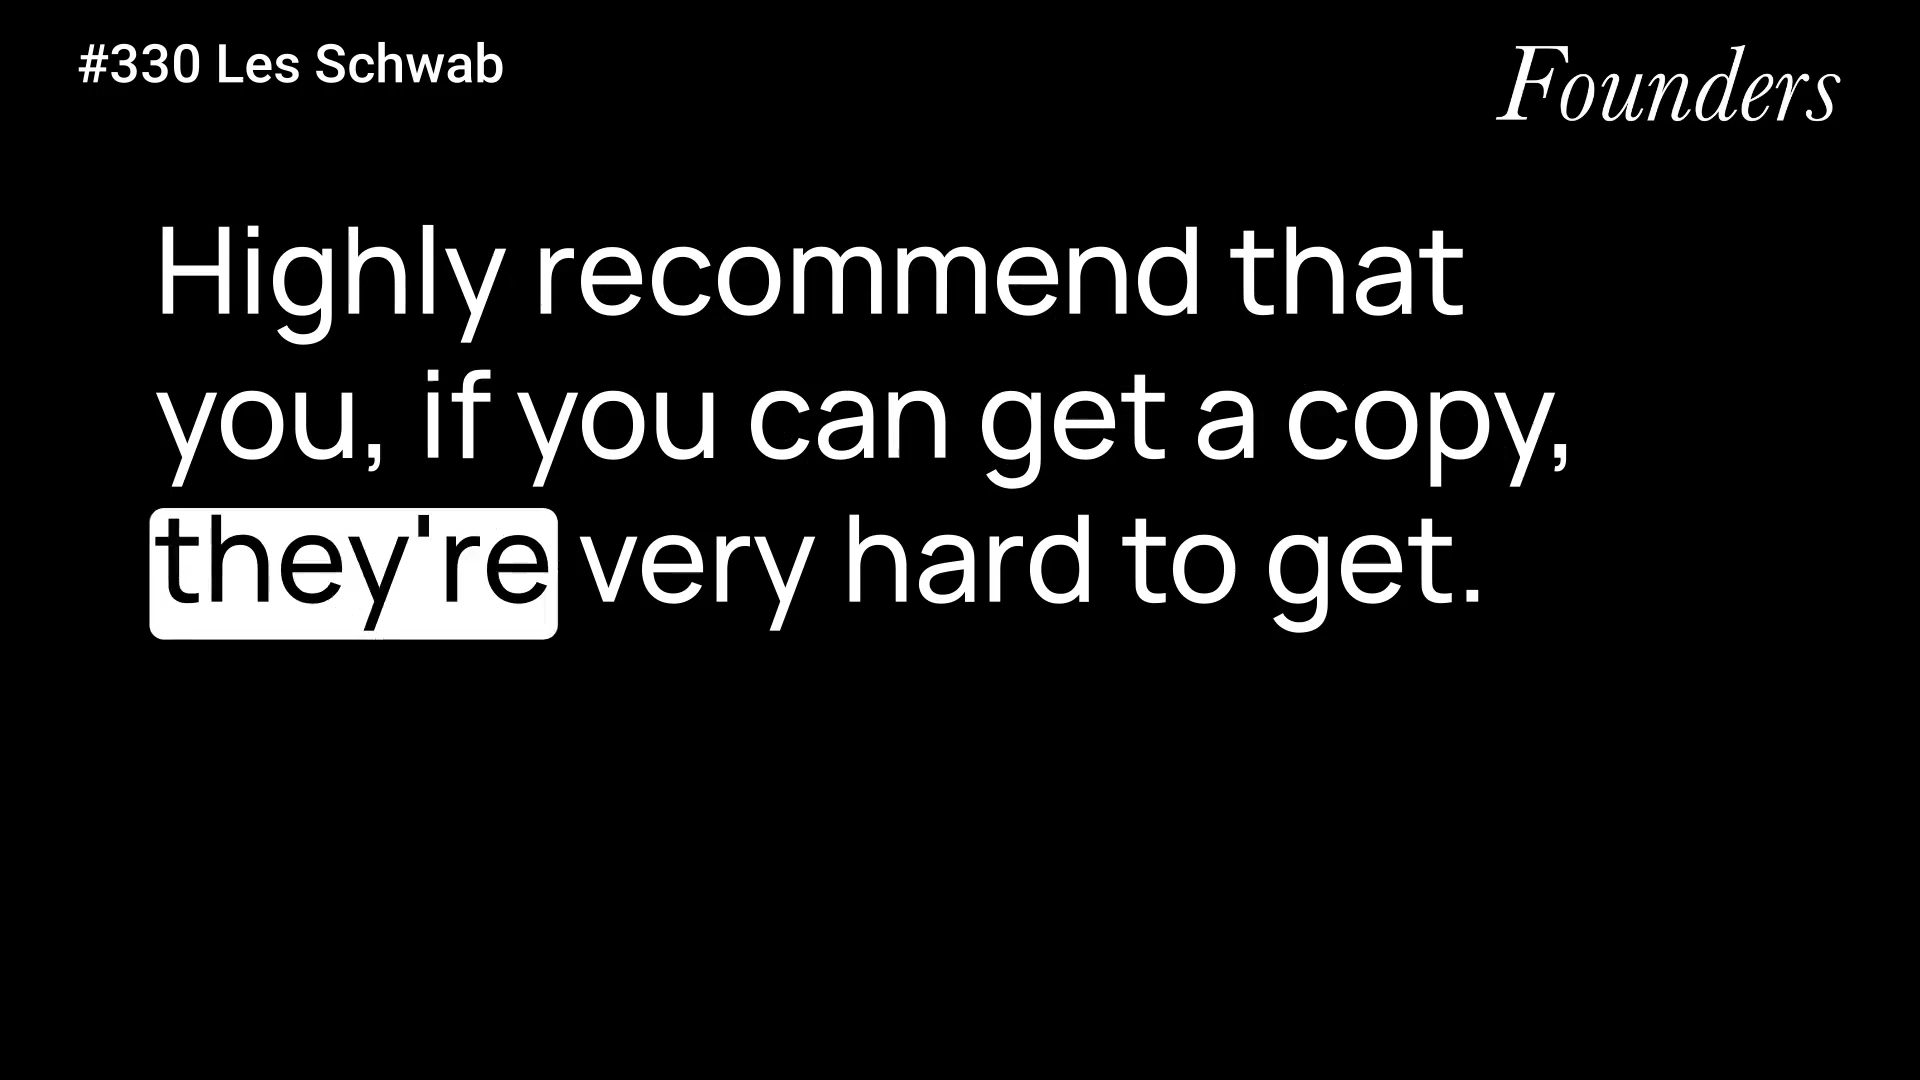 #330 Les Schwab
Founders
Highly recommend that
you, if you can get a copy,
they're very hard to get.